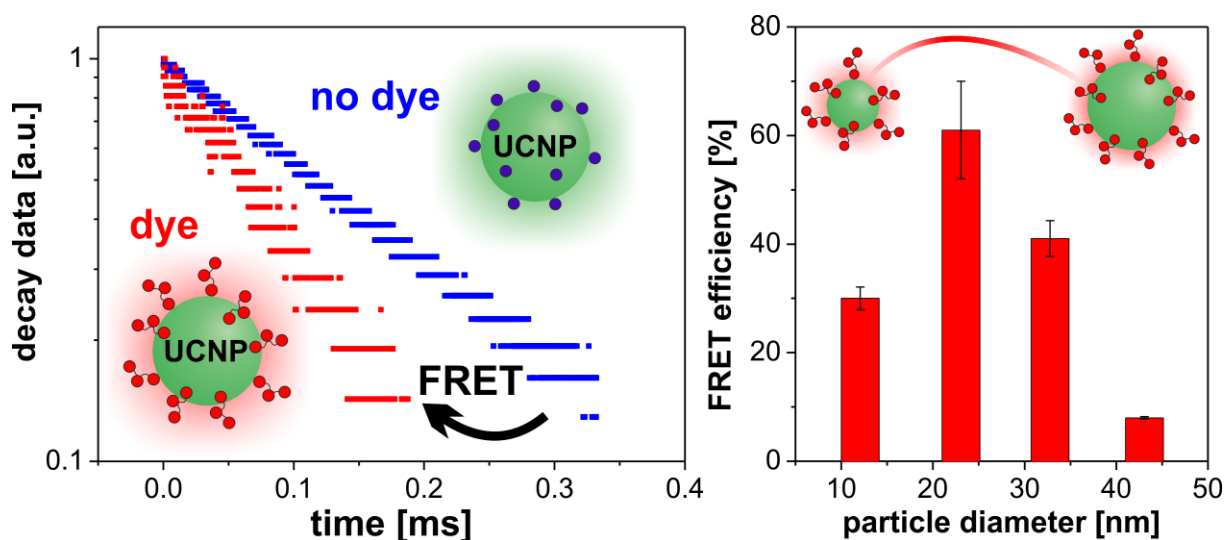 decay data [a.u.]
1
0.1
no dye
UCNP
dye
UCNP
FRET
0.0
0.1
0.2
0.3
0.4
time [ms]
FRET efficiency [%]
80
60
40
20
0
10
20
30
40
50
particle diameter [nm]